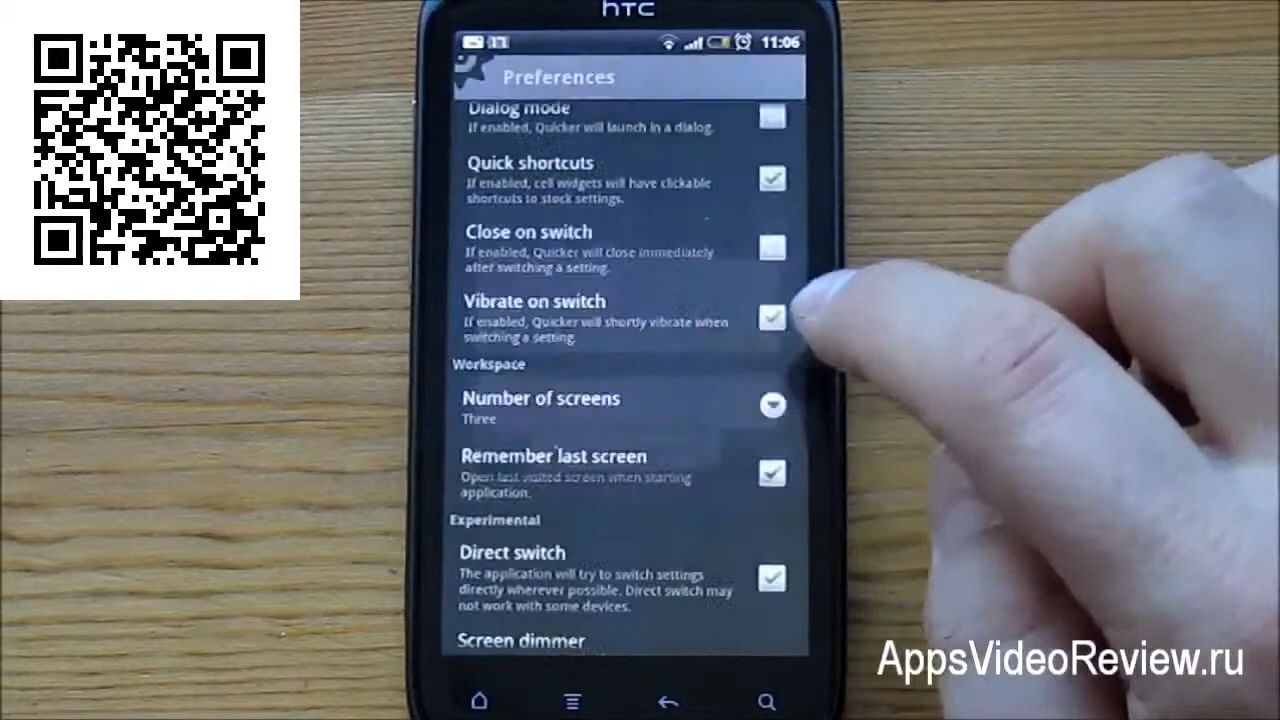 hTC
17
11:06
Preferences
Dialog mode
If enabled, Quicker will launch in a dialog.
Quick shortcuts
If enabled, cell widgets will have clickable
shortcuts to stock settings.
Close on switch
If enabled, Quicker will close immediately
after switching a setting.
Vibrate on switch
If enabled, Quicker will shortly vibrate when
switching a setting.
Workspace
Number of screens
Three
Remember last screen
Open last visited screen when starting
application.
Experimental
Direct switch
The application will try to switch settings
directly wherever possible. Direct switch may
not work with some devices.
Screen dimmer
AppsVideoReview.ru